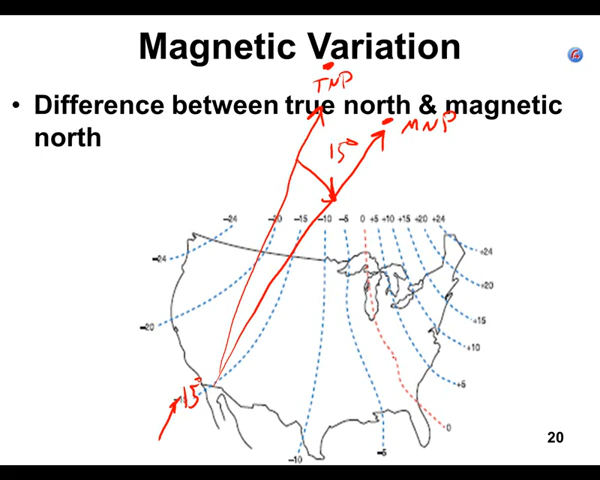 Magnetic Variation
TNP
• Difference between true north & magnetic
north
MNP
15°
-24 -20 -15 -10 -5 0 +5 +10 +15 +20 +24
-24
+24
+20
+15
-20
+10
+5
15°
0
-10
-5
20